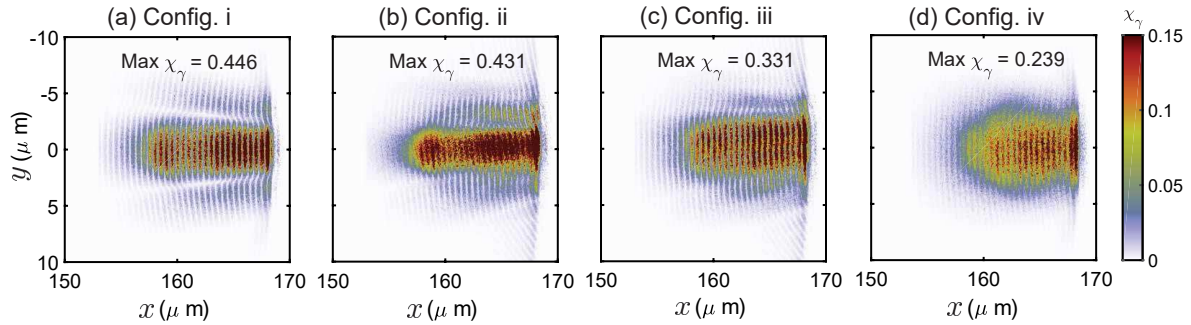 (a) Config. i
(b) Config. ii
(c) Config. iii
(d) Config. iv
χγ
-10
-5
0
5
10
y (μ m)
Max χγ = 0.446
Max χγ = 0.431
Max χγ = 0.331
Max χγ = 0.239
0.15
0.1
0.05
0
150 160 170
150 160 170
150 160 170
150 160 170
x (μ m)
x (μ m)
x (μ m)
x (μ m)